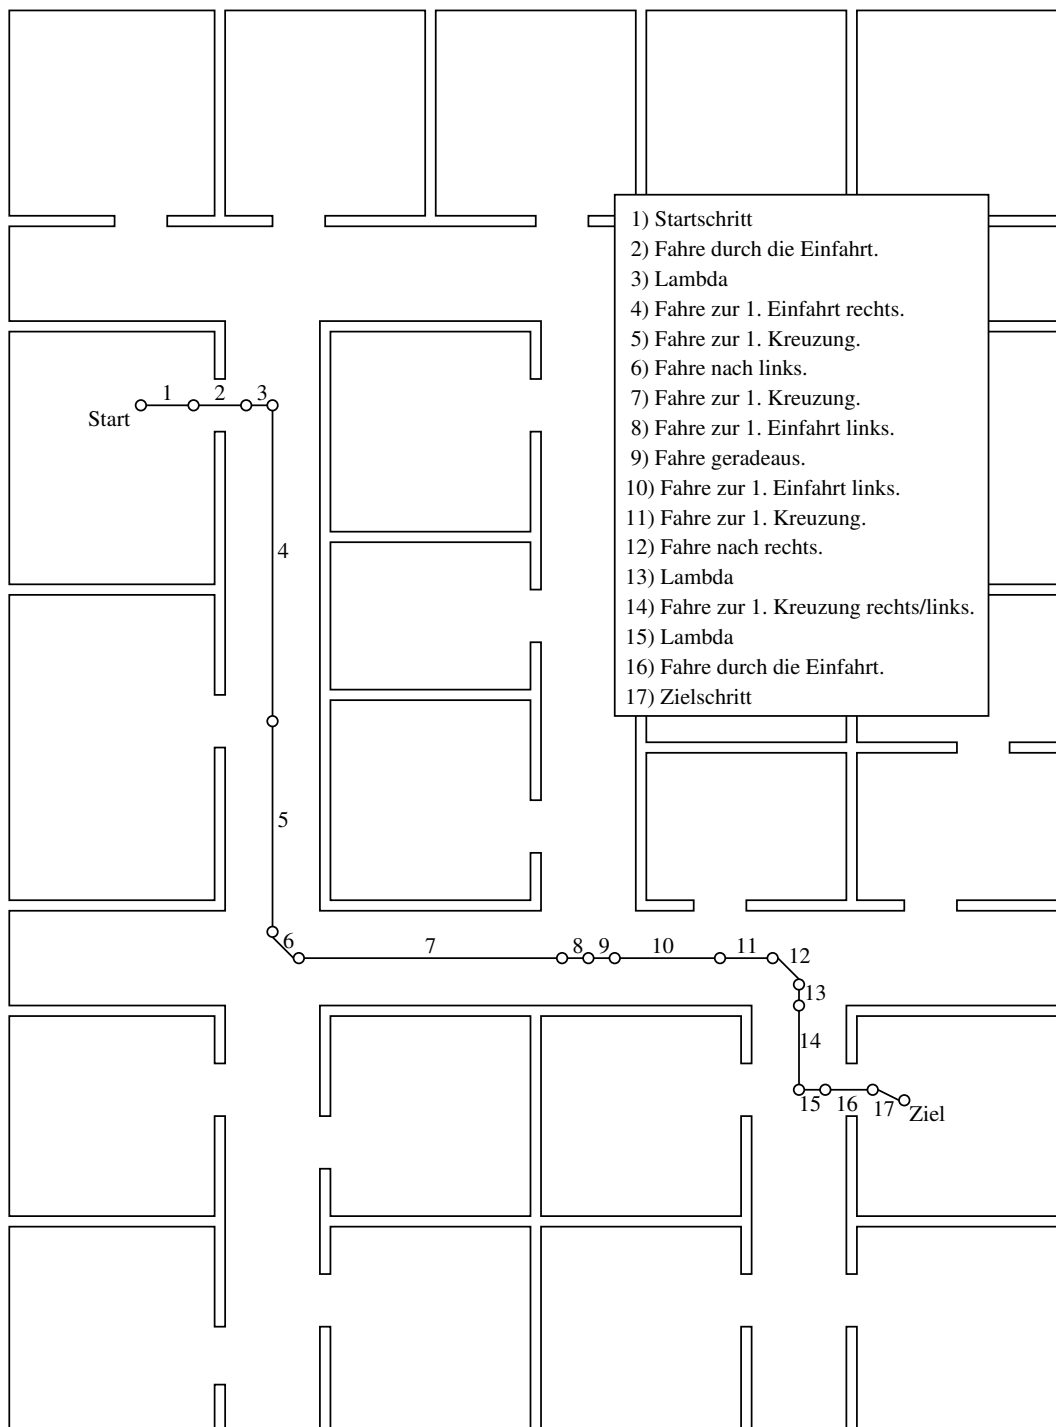 1) Startschritt
2) Fahre durch die Einfahrt.
3) Lambda
4) Fahre zur 1. Einfahrt rechts.
5) Fahre zur 1. Kreuzung.
6) Fahre nach links.
7) Fahre zur 1. Kreuzung.
8) Fahre zur 1. Einfahrt links.
9) Fahre geradeaus.
10) Fahre zur 1. Einfahrt links.
11) Fahre zur 1. Kreuzung.
12) Fahre nach rechts.
13) Lambda
14) Fahre zur 1. Kreuzung rechts/links.
15) Lambda
16) Fahre durch die Einfahrt.
17) Zielschritt
1 2 3
Start
4
5
6 7 8 9 10 11 12
13
14
15 16 17 Ziel